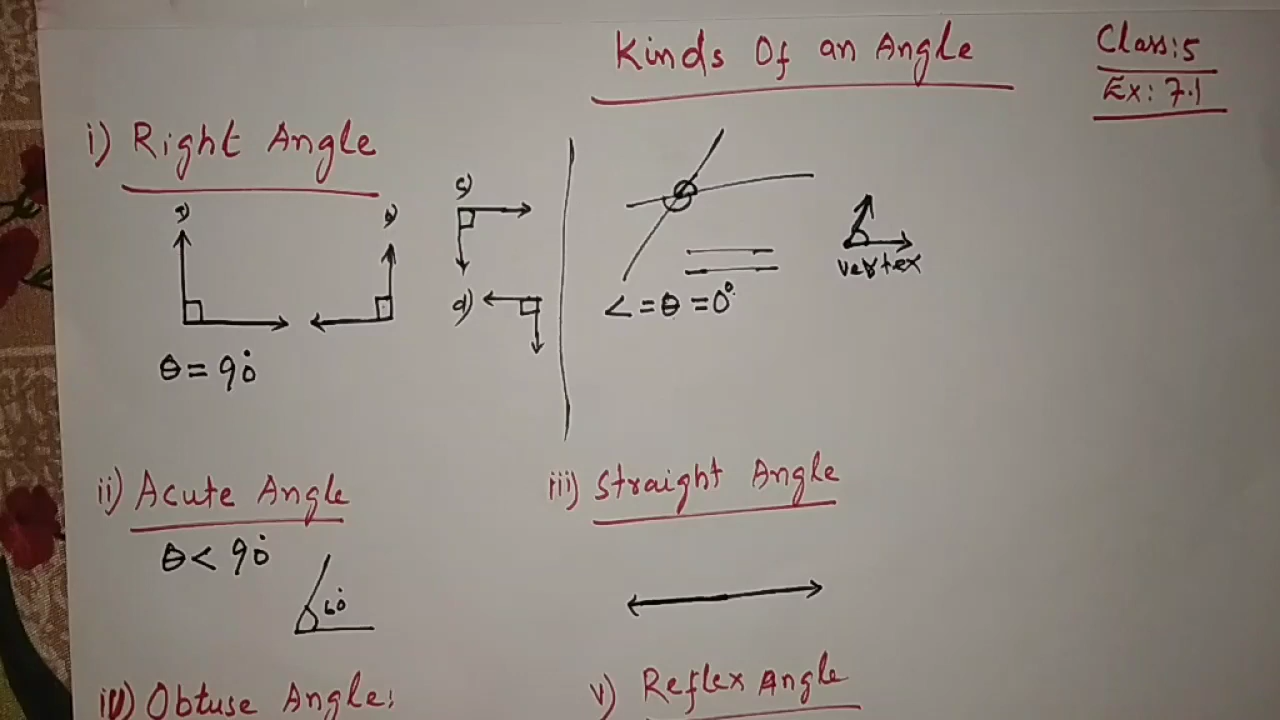 Kinds Of an Angle
Class:5
Ex: 7.1
i) Right Angle
a)
b)
c)
d)
θ = 90°
∠ = θ = 0°
vertex
ii) Acute Angle
θ < 90°
60°
iii) Straight Angle
iv) Obtuse Angle:
v) Reflex Angle